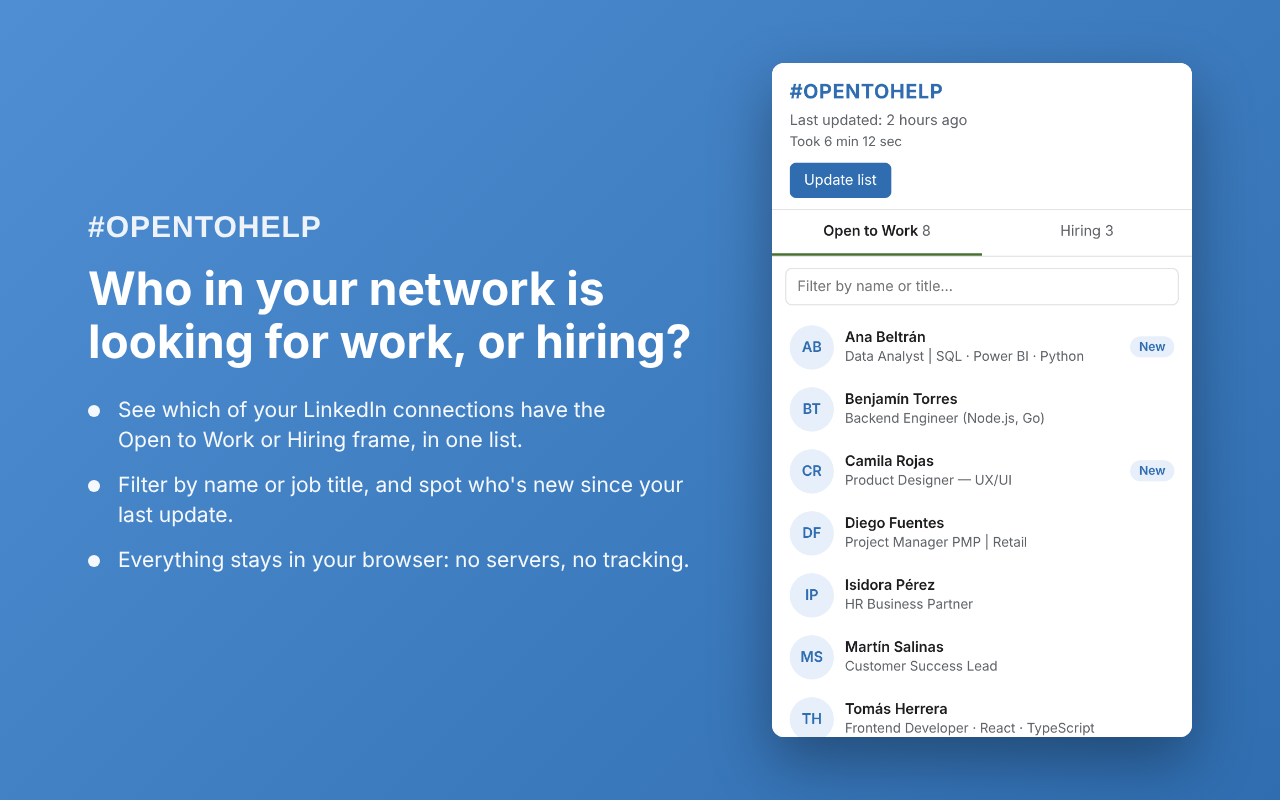 #OPENTOHELP
Who in your network is
looking for work, or hiring?
See which of your LinkedIn connections have the
Open to Work or Hiring frame, in one list.
Filter by name or job title, and spot who's new since your
last update.
Everything stays in your browser: no servers, no tracking.
#OPENTOHELP
Last updated: 2 hours ago
Took 6 min 12 sec
Update list
Open to Work 8
Hiring 3
Filter by name or title...
AB
Ana Beltrán
Data Analyst | SQL · Power BI · Python
New
BT
Benjamín Torres
Backend Engineer (Node.js, Go)
CR
Camila Rojas
Product Designer — UX/UI
New
DF
Diego Fuentes
Project Manager PMP | Retail
IP
Isidora Pérez
HR Business Partner
MS
Martín Salinas
Customer Success Lead
TH
Tomás Herrera
Frontend Developer · React · TypeScript